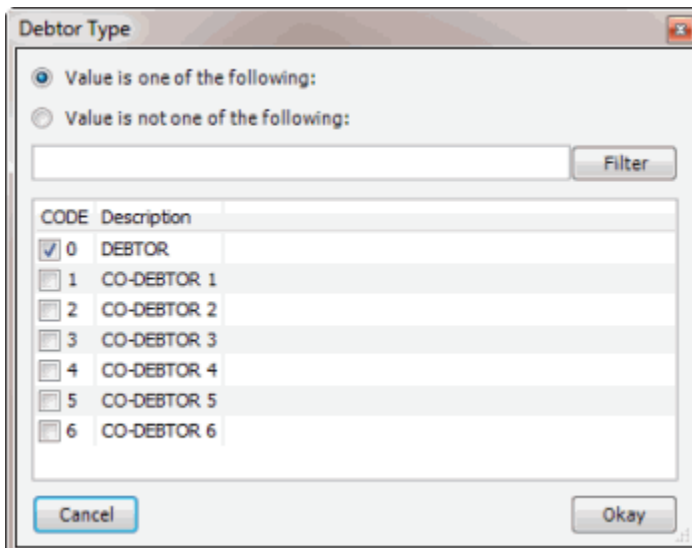 Debtor Type
Value is one of the following:
Value is not one of the following:
Filter
CODE Description
0 DEBTOR
1 CO-DEBTOR 1
2 CO-DEBTOR 2
3 CO-DEBTOR 3
4 CO-DEBTOR 4
5 CO-DEBTOR 5
6 CO-DEBTOR 6
Cancel Okay